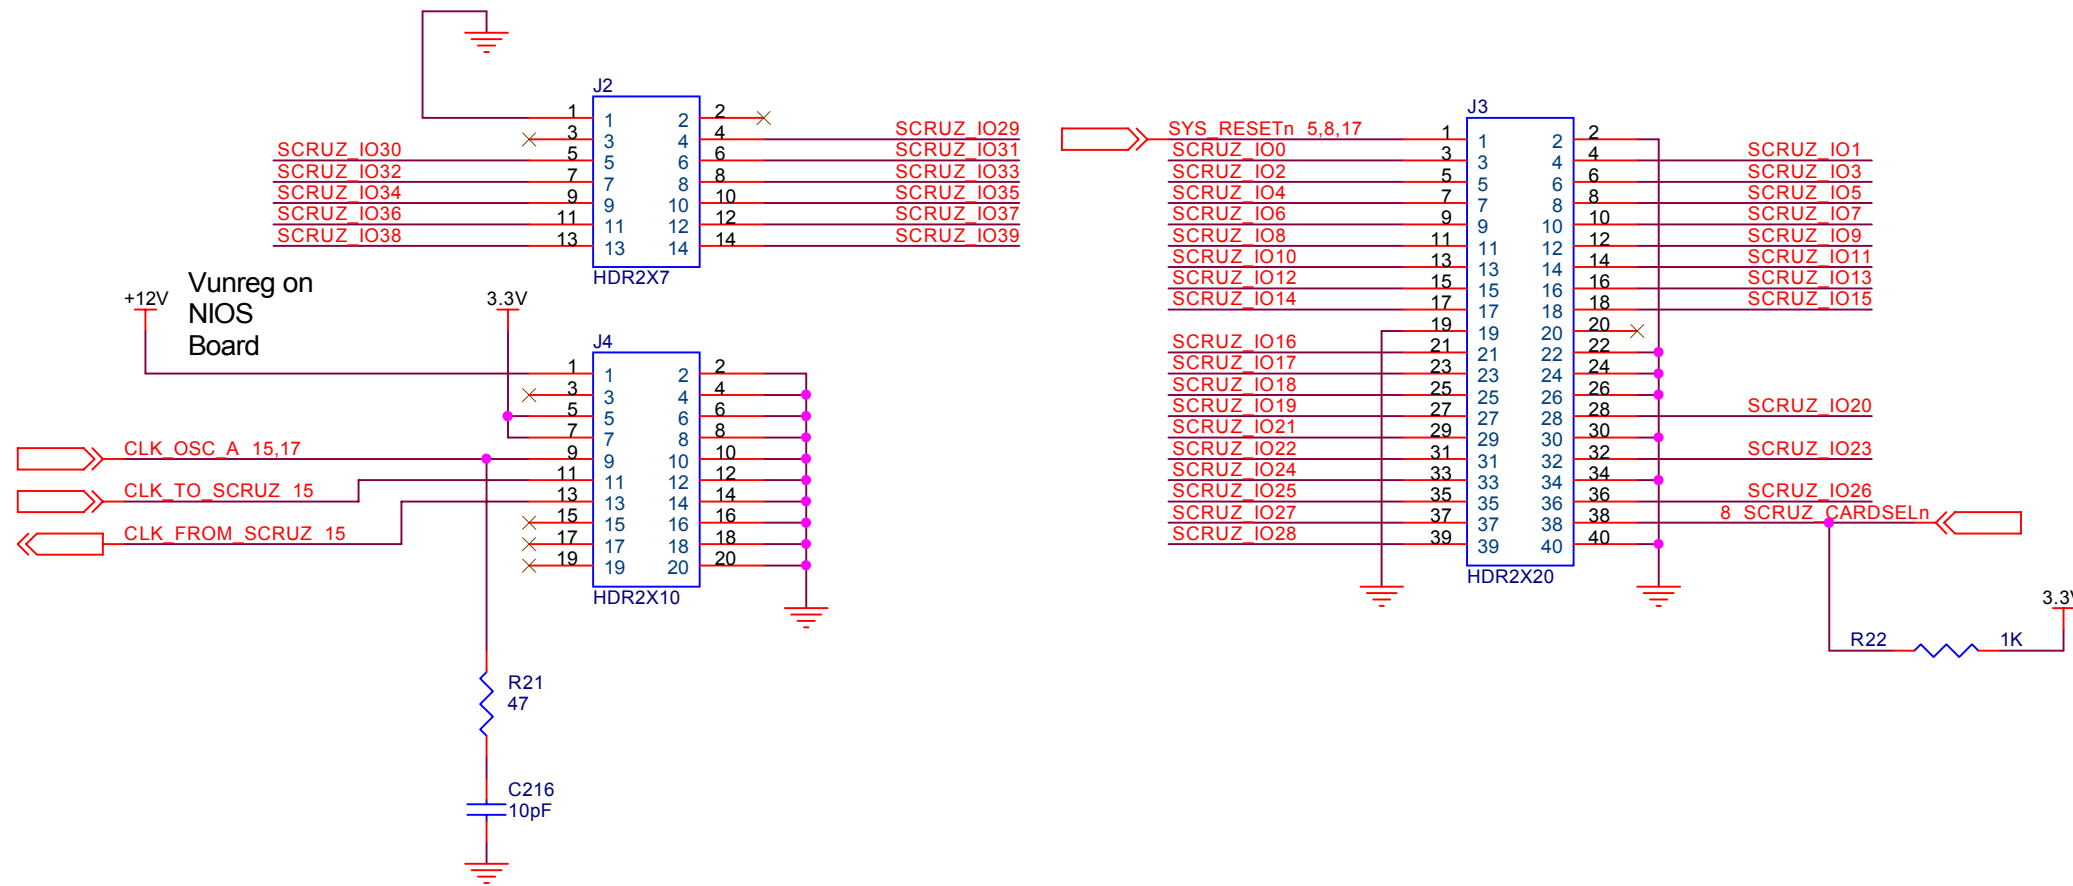 J2
1 1 2 2
3 3 4 4 SCRUZ_IO29
SCRUZ_IO30 5 5 6 6 SCRUZ_IO31
SCRUZ_IO32 7 7 8 8 SCRUZ_IO33
SCRUZ_IO34 9 9 10 10 SCRUZ_IO35
SCRUZ_IO36 11 11 12 12 SCRUZ_IO37
SCRUZ_IO38 13 13 14 14 SCRUZ_IO39
HDR2X7
+12V
Vunreg on
NIOS
Board
3.3V
J4
1 1 2 2
3 3 4 4
5 5 6 6
7 7 8 8
CLK_OSC_A 15,17 9 9 10 10
CLK_TO_SCRUZ 15 11 11 12 12
CLK_FROM_SCRUZ 15 13 13 14 14
15 15 16 16
17 17 18 18
19 19 20 20
HDR2X10
R21
47
C216
10pF
J3
SYS_RESETn 5,8,17 1 1 2 2
SCRUZ_IO0 3 3 4 4 SCRUZ_IO1
SCRUZ_IO2 5 5 6 6 SCRUZ_IO3
SCRUZ_IO4 7 7 8 8 SCRUZ_IO5
SCRUZ_IO6 9 9 10 10 SCRUZ_IO7
SCRUZ_IO8 11 11 12 12 SCRUZ_IO9
SCRUZ_IO10 13 13 14 14 SCRUZ_IO11
SCRUZ_IO12 15 15 16 16 SCRUZ_IO13
SCRUZ_IO14 17 17 18 18 SCRUZ_IO15
19 19 20 20
SCRUZ_IO16 21 21 22 22
SCRUZ_IO17 23 23 24 24
SCRUZ_IO18 25 25 26 26
SCRUZ_IO19 27 27 28 28 SCRUZ_IO20
SCRUZ_IO21 29 29 30 30
SCRUZ_IO22 31 31 32 32 SCRUZ_IO23
SCRUZ_IO24 33 33 34 34
SCRUZ_IO25 35 35 36 36 SCRUZ_IO26
SCRUZ_IO27 37 37 38 38 8 SCRUZ_CARDSELn
SCRUZ_IO28 39 39 40 40
HDR2X20
3.3V
R22 1K